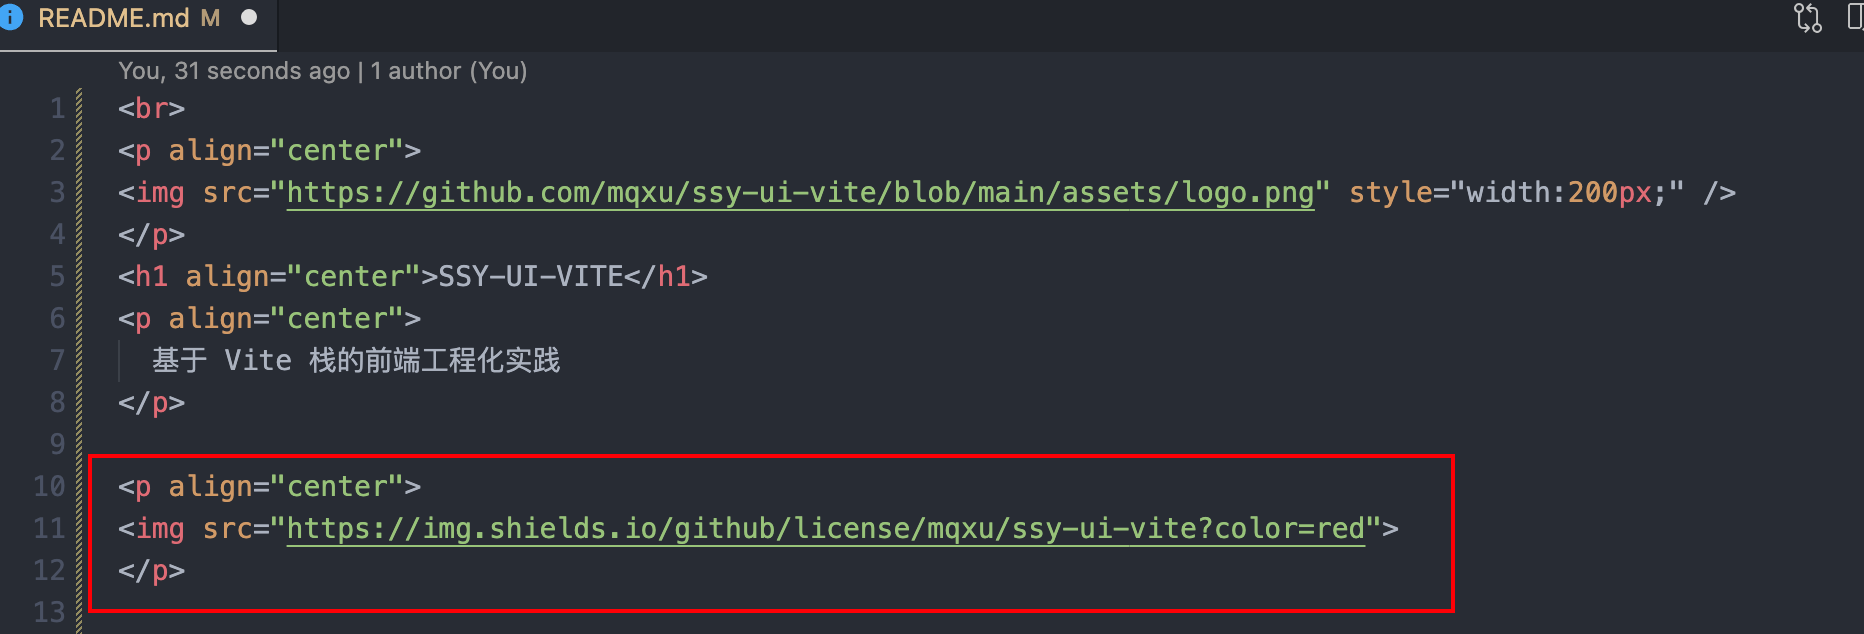 README.md M
You, 31 seconds ago | 1 author (You)
1 <br>
2 <p align="center">
3 <img src="https://github.com/mqxu/ssy-ui-vite/blob/main/assets/logo.png" style="width:200px;" />
4 </p>
5 <h1 align="center">SSY-UI-VITE</h1>
6 <p align="center">
7 基于 Vite 栈的前端工程化实践
8 </p>
9
10 <p align="center">
11 <img src="https://img.shields.io/github/license/mqxu/ssy-ui-vite?color=red">
12 </p>
13